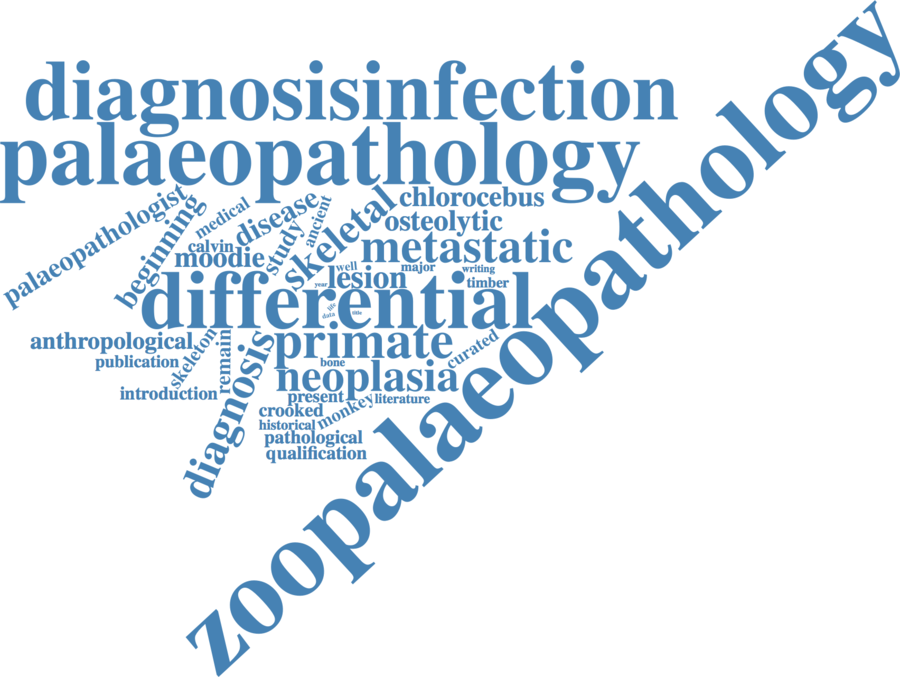 diagnosisinfection
palaeopathology
zoopalaeopathology
palaeopathologist
beginning
medical
disease
ancient
skeletal
chlorocebus
osteolytic
calvin
moodie
study
metastatic
well
major
writing
lesion
year
timber
differential
life
data
title
anthropological
skeleton
remain
diagnosis
primate
curated
publication
bone
neoplasia
introduction
present
monkey
literature
crooked
historical
pathological
qualification